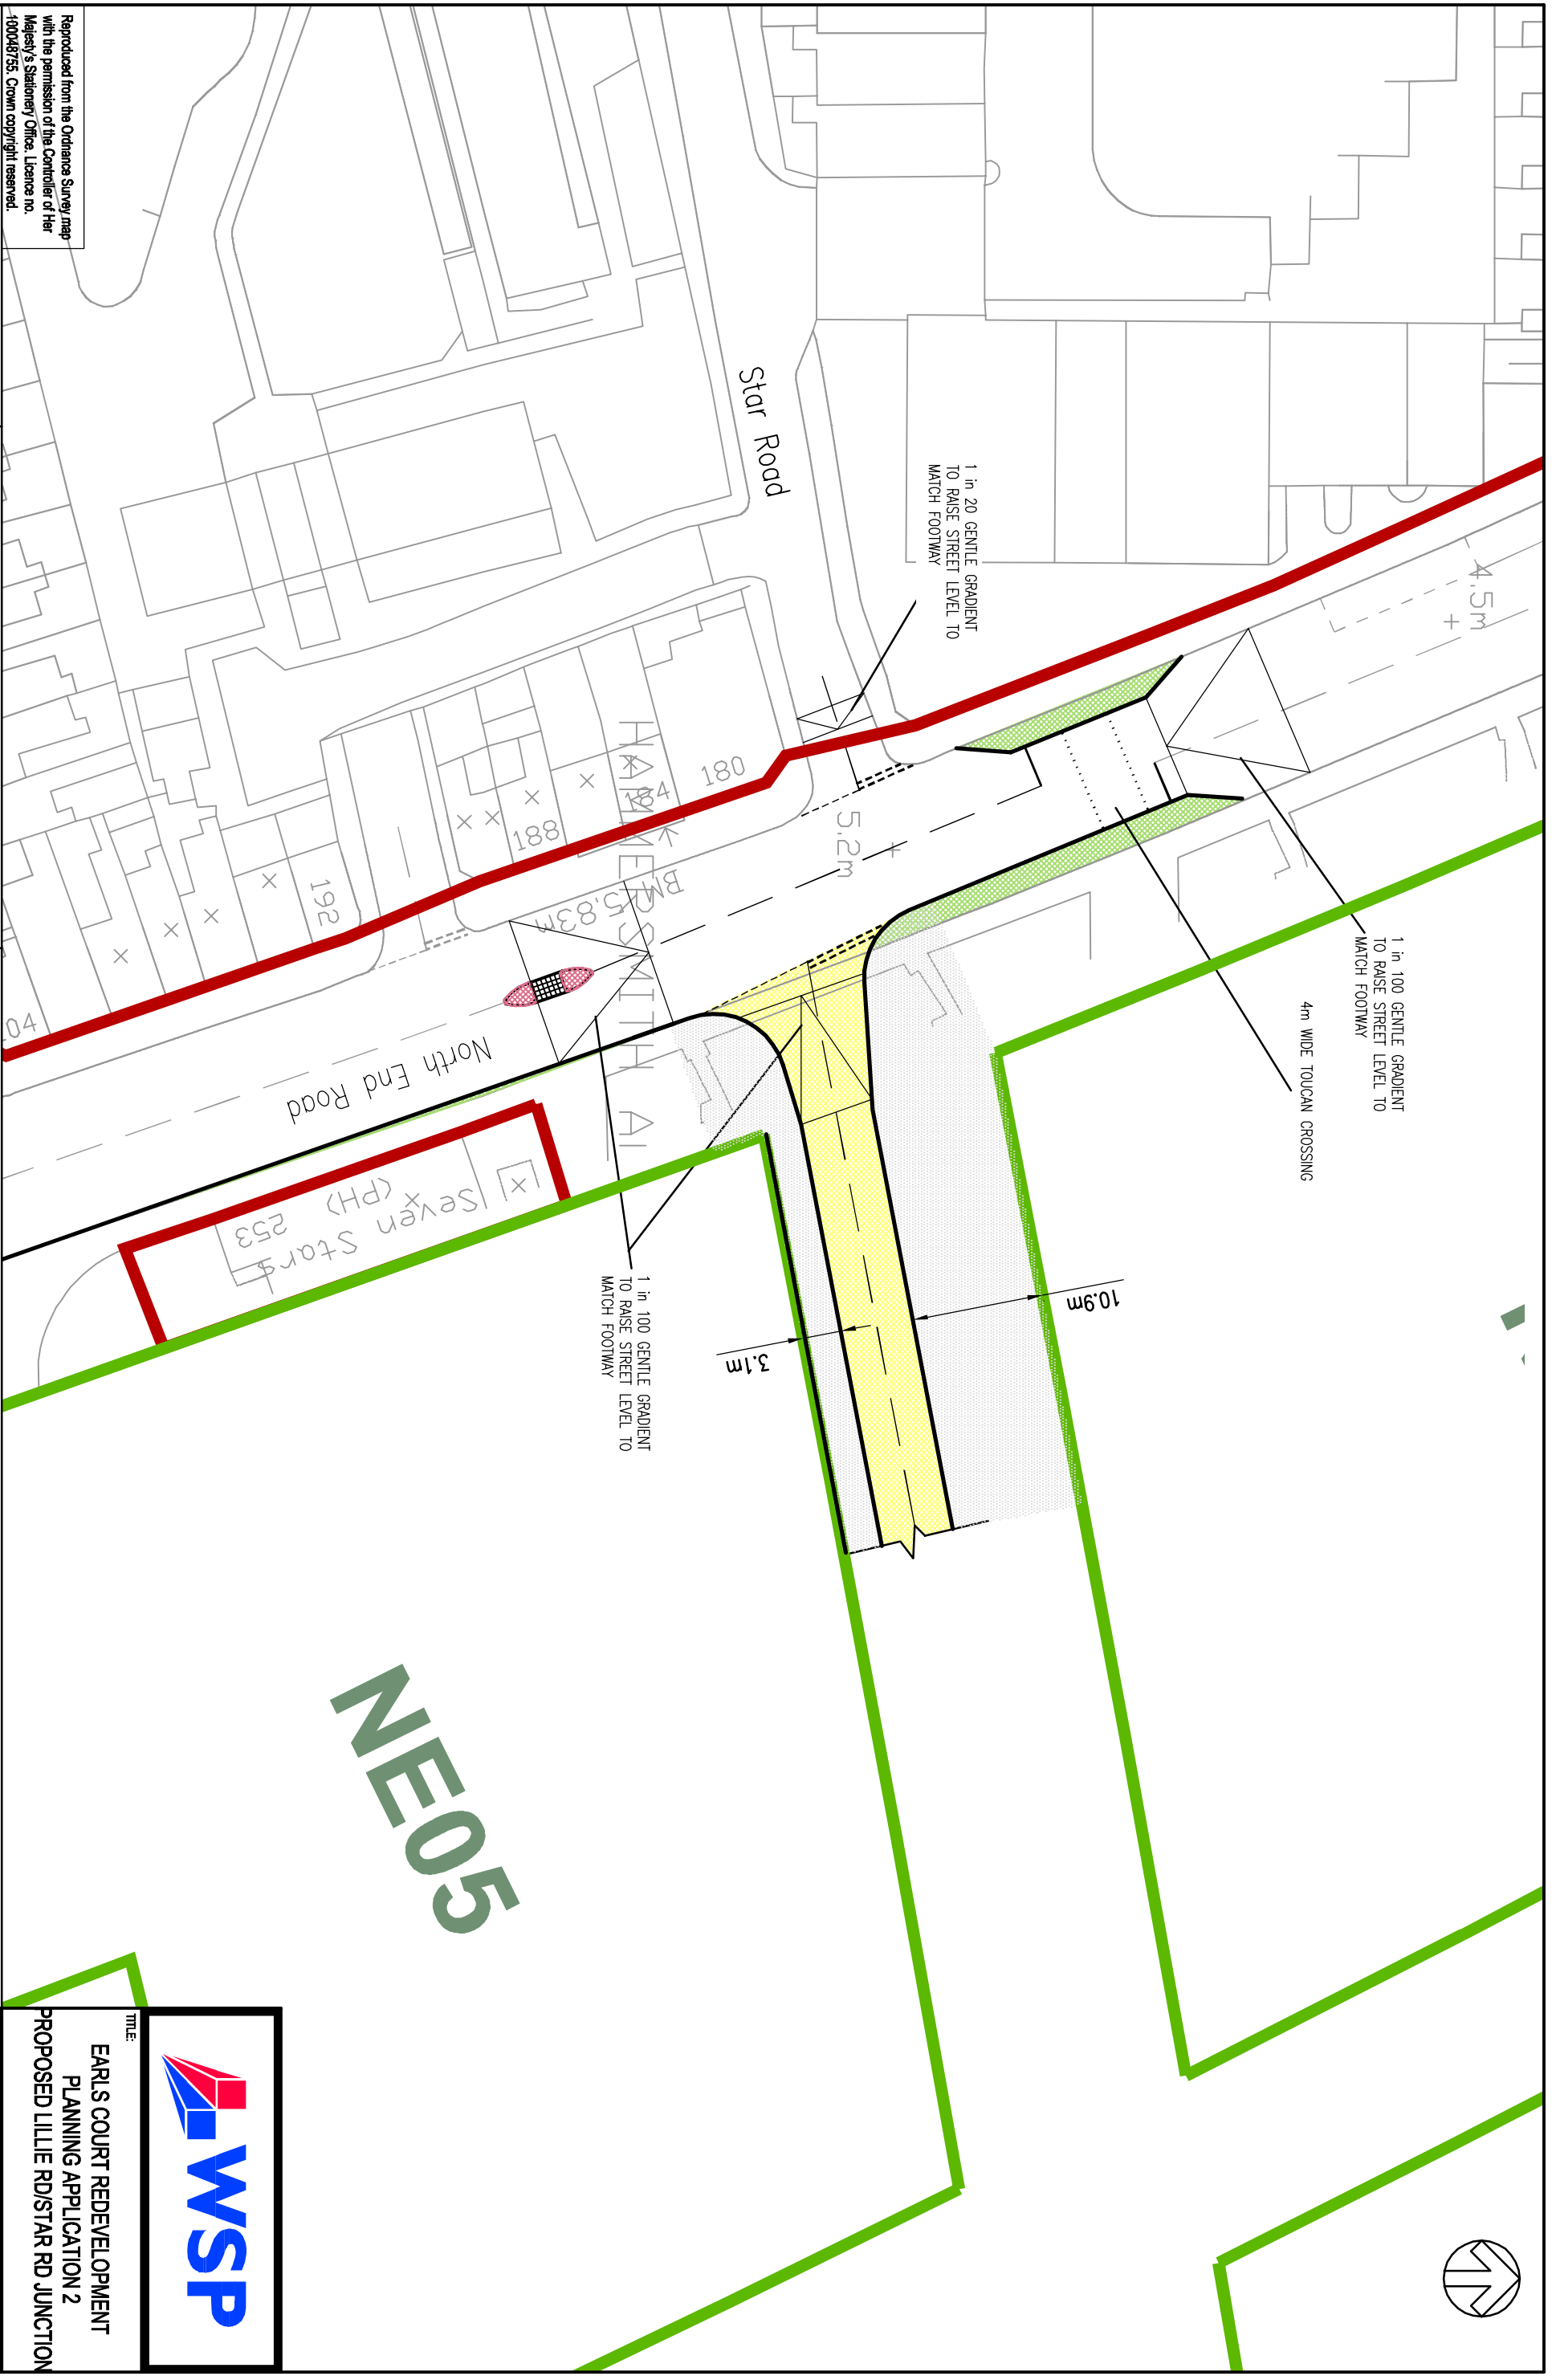 Reproduced from the Ordnance Survey map
with the permission of the Controller of Her
Majesty's Stationery Office. Licence no.
100048755. Crown copyright reserved.
Star Road
1 in 20 GENTLE GRADIENT
TO RAISE STREET LEVEL TO
MATCH FOOTWAY
4.5m
5.2m
180
184
188
192
04
BM 5.83m
HAMMERSMITH A
North End Road
1 in 100 GENTLE GRADIENT
TO RAISE STREET LEVEL TO
MATCH FOOTWAY
4m WIDE TOUCAN CROSSING
Seven Stars
(PH)
253
10.9m
3.1m
1 in 100 GENTLE GRADIENT
TO RAISE STREET LEVEL TO
MATCH FOOTWAY
NE05
WSP
TITLE:
EARLS COURT REDEVELOPMENT
PLANNING APPLICATION 2
PROPOSED LILLIE RD/STAR RD JUNCTION